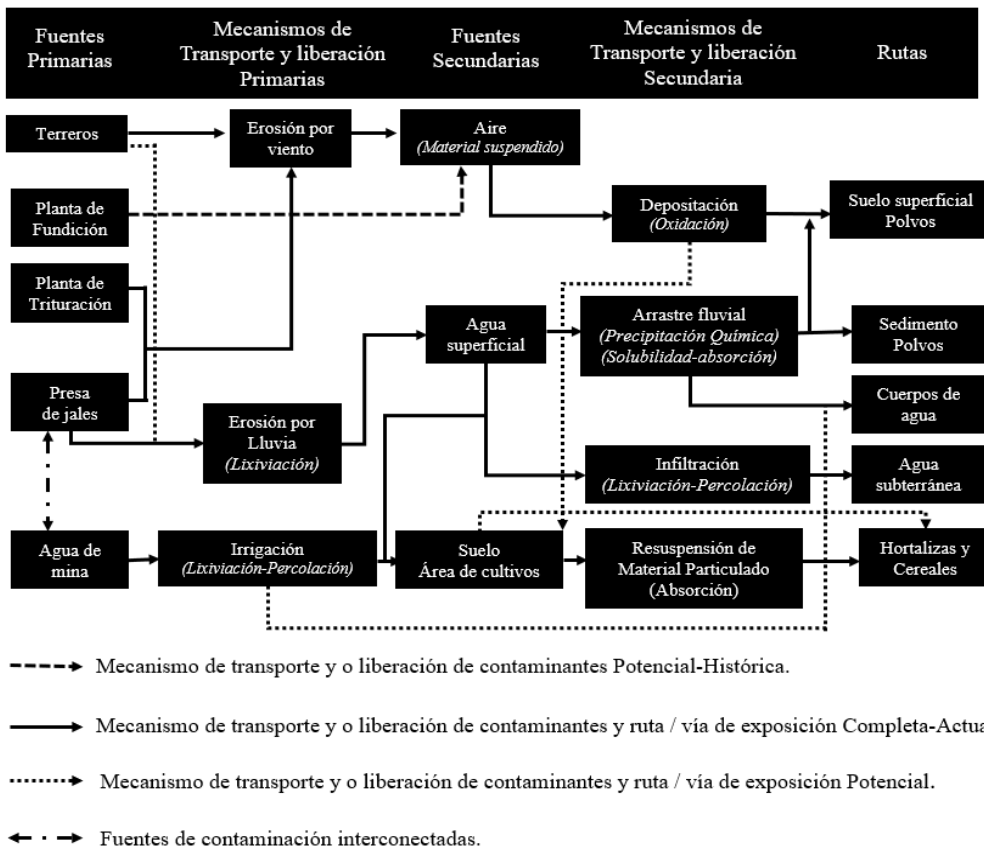 Fuentes
Primarias
Mecanismos de
Transporte y liberación
Primarias
Fuentes
Secundarias
Mecanismos de
Transporte y liberación
Secundaria
Rutas
Terreros
Erosión por
viento
Aire
(Material suspendido)
Planta de
Fundición
Depositación
(Oxidación)
Suelo superficial
Polvos
Planta de
Trituración
Agua
superficial
Arrastre fluvial
(Precipitación Química)
(Solubilidad-absorción)
Sedimento
Polvos
Presa
de jales
Erosión por
Lluvia
(Lixiviación)
Cuerpos de
agua
Infiltración
(Lixiviación-Percolación)
Agua
subterránea
Agua de
mina
Irrigación
(Lixiviación-Percolación)
Suelo
Área de cultivos
Resuspensión de
Material Particulado
(Absorción)
Hortalizas y
Cereales
Mecanismo de transporte y o liberación de contaminantes Potencial-Histórica.
Mecanismo de transporte y o liberación de contaminantes y ruta / vía de exposición Completa-Actua
Mecanismo de transporte y o liberación de contaminantes y ruta / vía de exposición Potencial.
Fuentes de contaminación interconectadas.